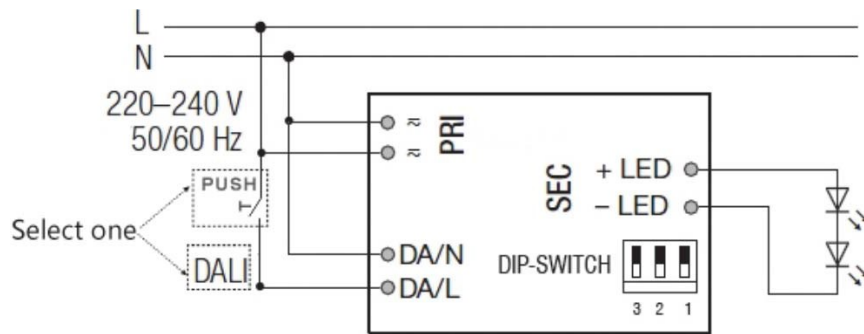 L
N
220–240 V
50/60 Hz
PUSH
Select one
DALI
≂ PRI
≂
SEC
+ LED
– LED
DA/N
DA/L
DIP-SWITCH
3 2 1